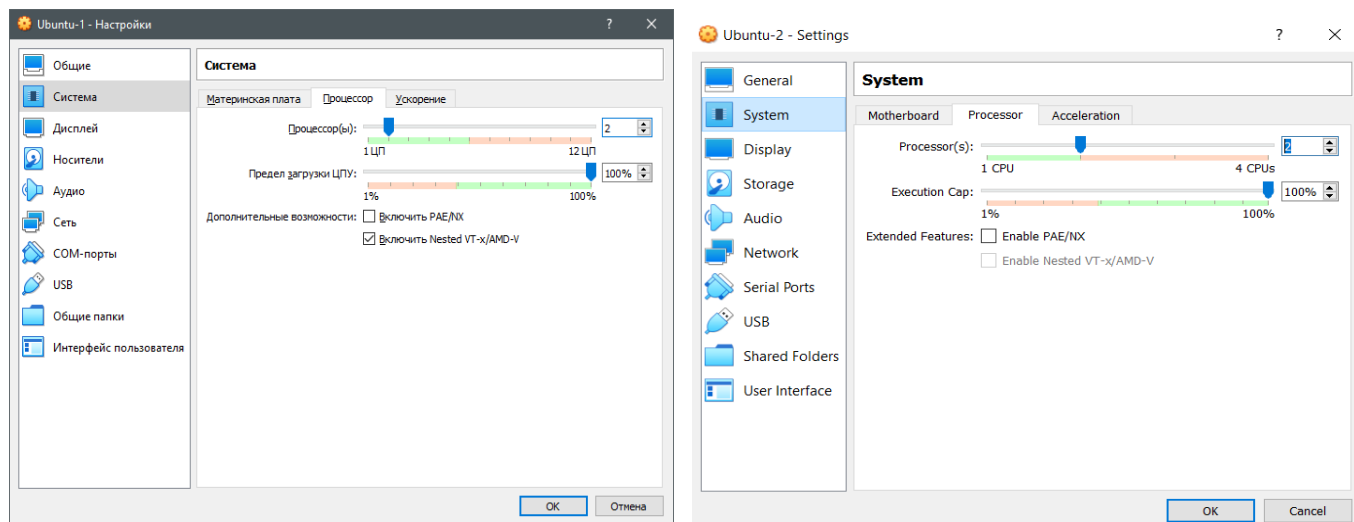 Ubuntu-1 - Настройки
Общие
Система
Дисплей
Носители
Аудио
Сеть
COM-порты
USB
Общие папки
Интерфейс пользователя
Система
Материнская плата Процессор Ускорение
Процессор(ы): 2
1 ЦП 12 ЦП
Предел загрузки ЦПУ: 100%
1% 100%
Дополнительные возможности: Включить PAE/NX
Включить Nested VT-x/AMD-V
OK Отмена
Ubuntu-2 - Settings
General
System
Display
Storage
Audio
Network
Serial Ports
USB
Shared Folders
User Interface
System
Motherboard Processor Acceleration
Processor(s): 2
1 CPU 4 CPUs
Execution Cap: 100%
1% 100%
Extended Features: Enable PAE/NX
Enable Nested VT-x/AMD-V
OK Cancel